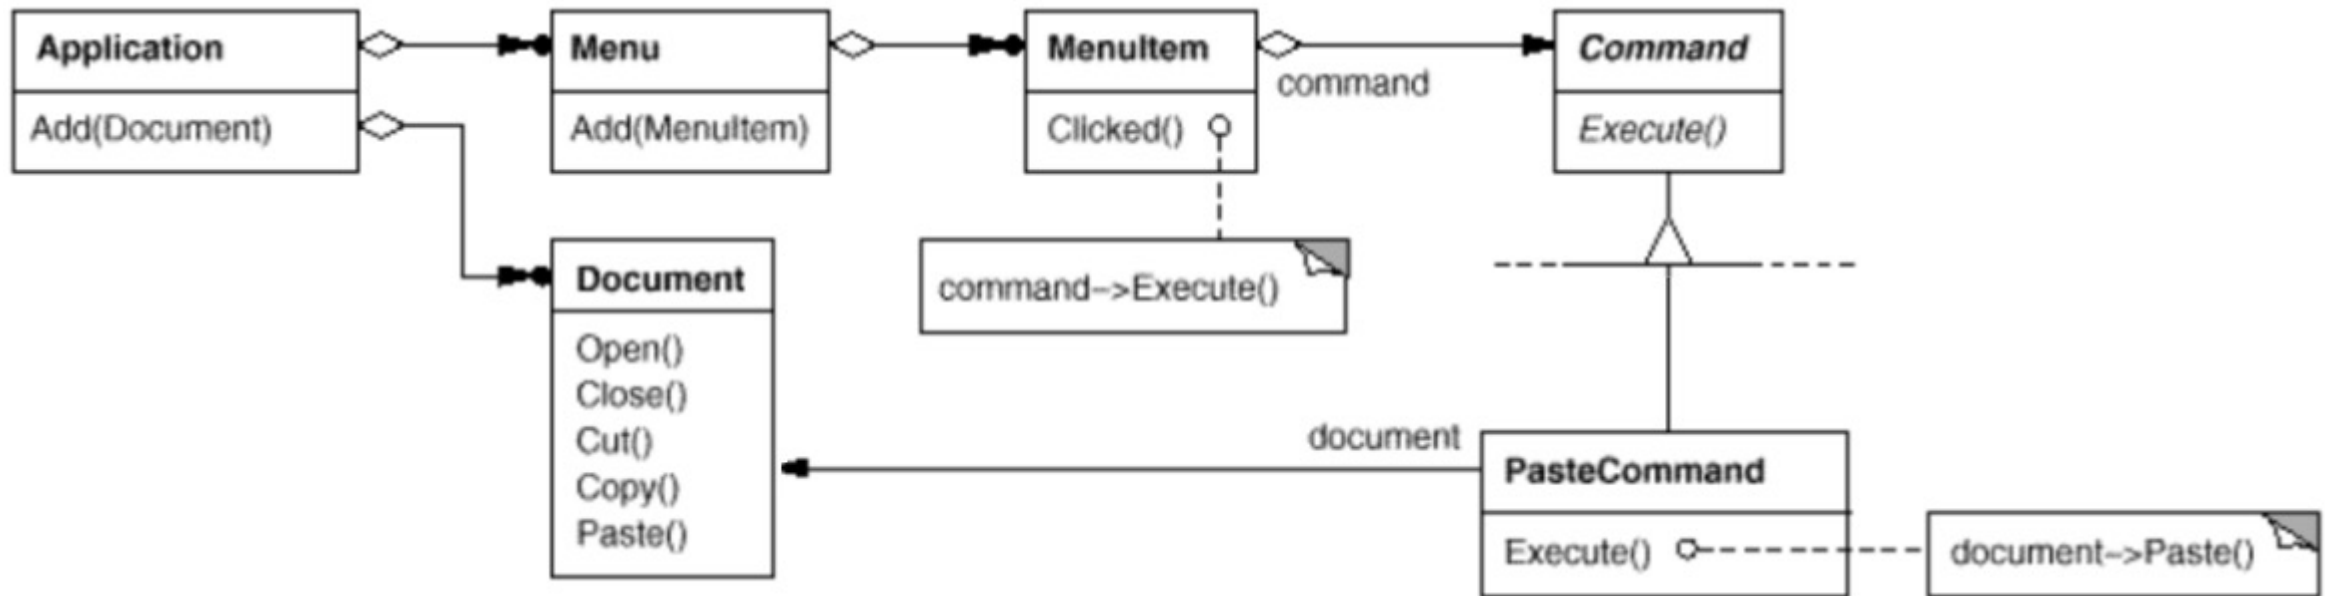 Application
Menu
MenuItem
Command
command
Add(Document)
Add(MenuItem)
Clicked()
Execute()
Document
command->Execute()
Open()
Close()
Cut()
Copy()
Paste()
document
PasteCommand
Execute()
document->Paste()